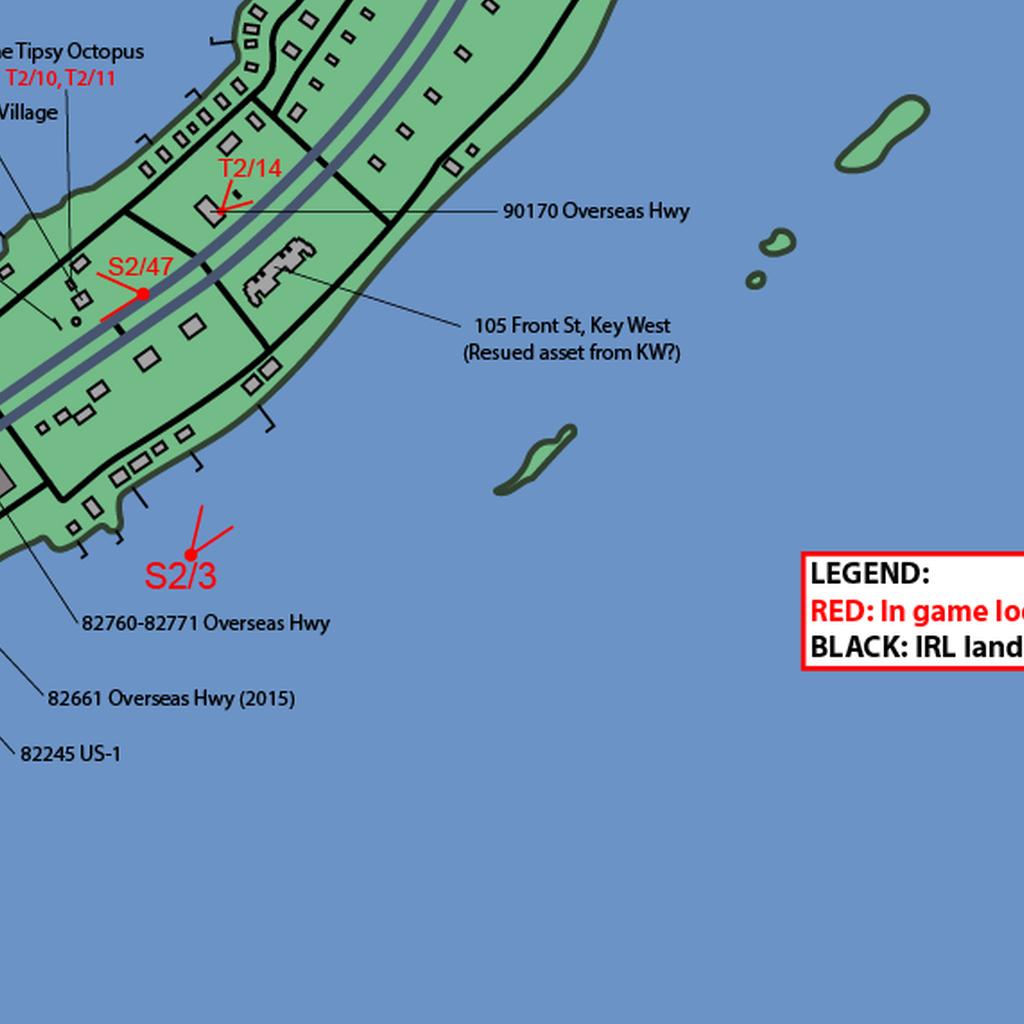 e Tipsy Octopus
T2/10, T2/11
Village
T2/14
90170 Overseas Hwy
S2/47
105 Front St, Key West
(Resued asset from KW?)
S2/3
LEGEND:
RED: In game lo
BLACK: IRL land
82760-82771 Overseas Hwy
82661 Overseas Hwy (2015)
82245 US-1